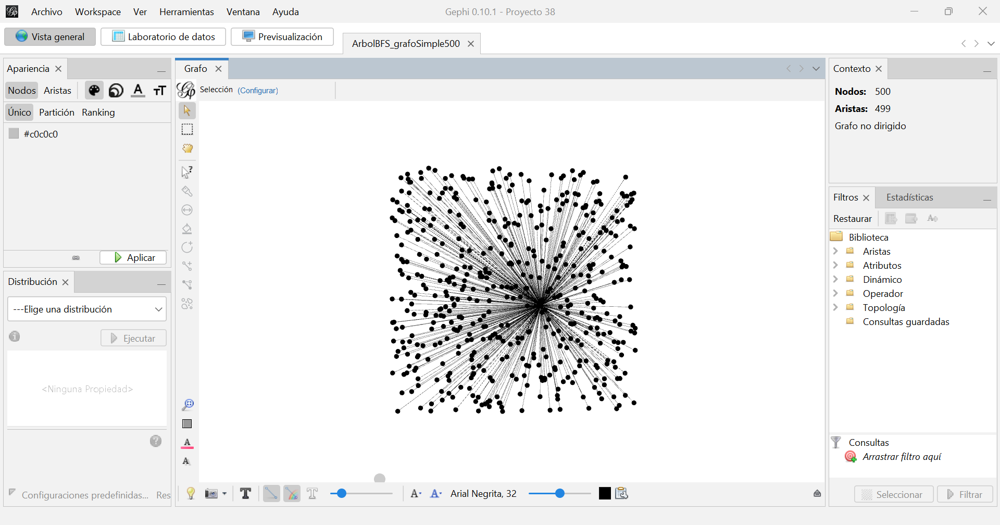 Archivo Workspace Ver Herramientas Ventana Ayuda
Gephi 0.10.1 - Proyecto 38
Vista general
Laboratorio de datos
Previsualización
ArbolBFS_grafoSimple500
Apariencia
Nodos Aristas
Único Partición Ranking
#c0c0c0
Aplicar
Distribución
---Elige una distribución
Ejecutar
<Ninguna Propiedad>
Configuraciones predefinidas... Res
Grafo
Selección (Configurar)
Arial Negrita, 32
Contexto
Nodos: 500
Aristas: 499
Grafo no dirigido
Filtros Estadísticas
Restaurar
Biblioteca
Aristas
Atributos
Dinámico
Operador
Topología
Consultas guardadas
Consultas
Arrastrar filtro aquí
Seleccionar
Filtrar